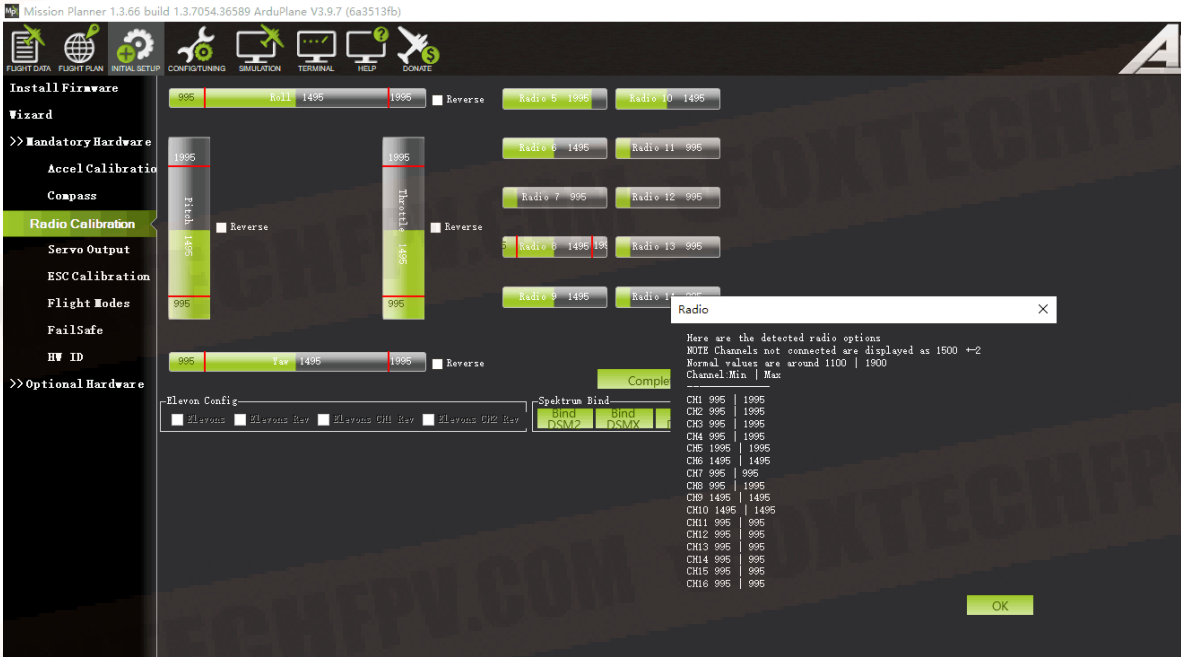 Mission Planner 1.3.66 build 1.3.7054.36589 ArduPlane V3.9.7 (6a3513fb)
FLIGHT DATA FLIGHT PLAN INITIAL SETUP CONFIG/TUNING SIMULATION TERMINAL HELP DONATE
Install Firmware
Wizard
>> Mandatory Hardware
Accel Calibratio
Compass
Radio Calibration
Servo Output
ESC Calibration
Flight Modes
FailSafe
HW ID
>> Optional Hardware
995 Roll 1495 1995 Reverse
1995
Pitch 1495
995
Reverse
1995
Throttle 1495
995
Reverse
995 Yaw 1495 1995 Reverse
Radio 5 1995 Radio 10 1495
Radio 6 1495 Radio 11 995
Radio 7 995 Radio 12 995
Radio 8 1495 199 Radio 13 995
Radio 9 1495
Comple
Elevon Config
Elevons Elevons Rev Elevons CH1 Rev Elevons CH2 Rev
Spektrum Bind
Bind DSM2
Bind DSMX
Radio
Here are the detected radio options
NOTE Channels not connected are displayed as 1500 +-2
Normal values are around 1100 | 1900
Channel:Min | Max
--------------------
CH1 995 | 1995
CH2 995 | 1995
CH3 995 | 1995
CH4 995 | 1995
CH5 1995 | 1995
CH6 1495 | 1495
CH7 995 | 995
CH8 995 | 1995
CH9 1495 | 1495
CH10 1495 | 1495
CH11 995 | 995
CH12 995 | 995
CH13 995 | 995
CH14 995 | 995
CH15 995 | 995
CH16 995 | 995
OK